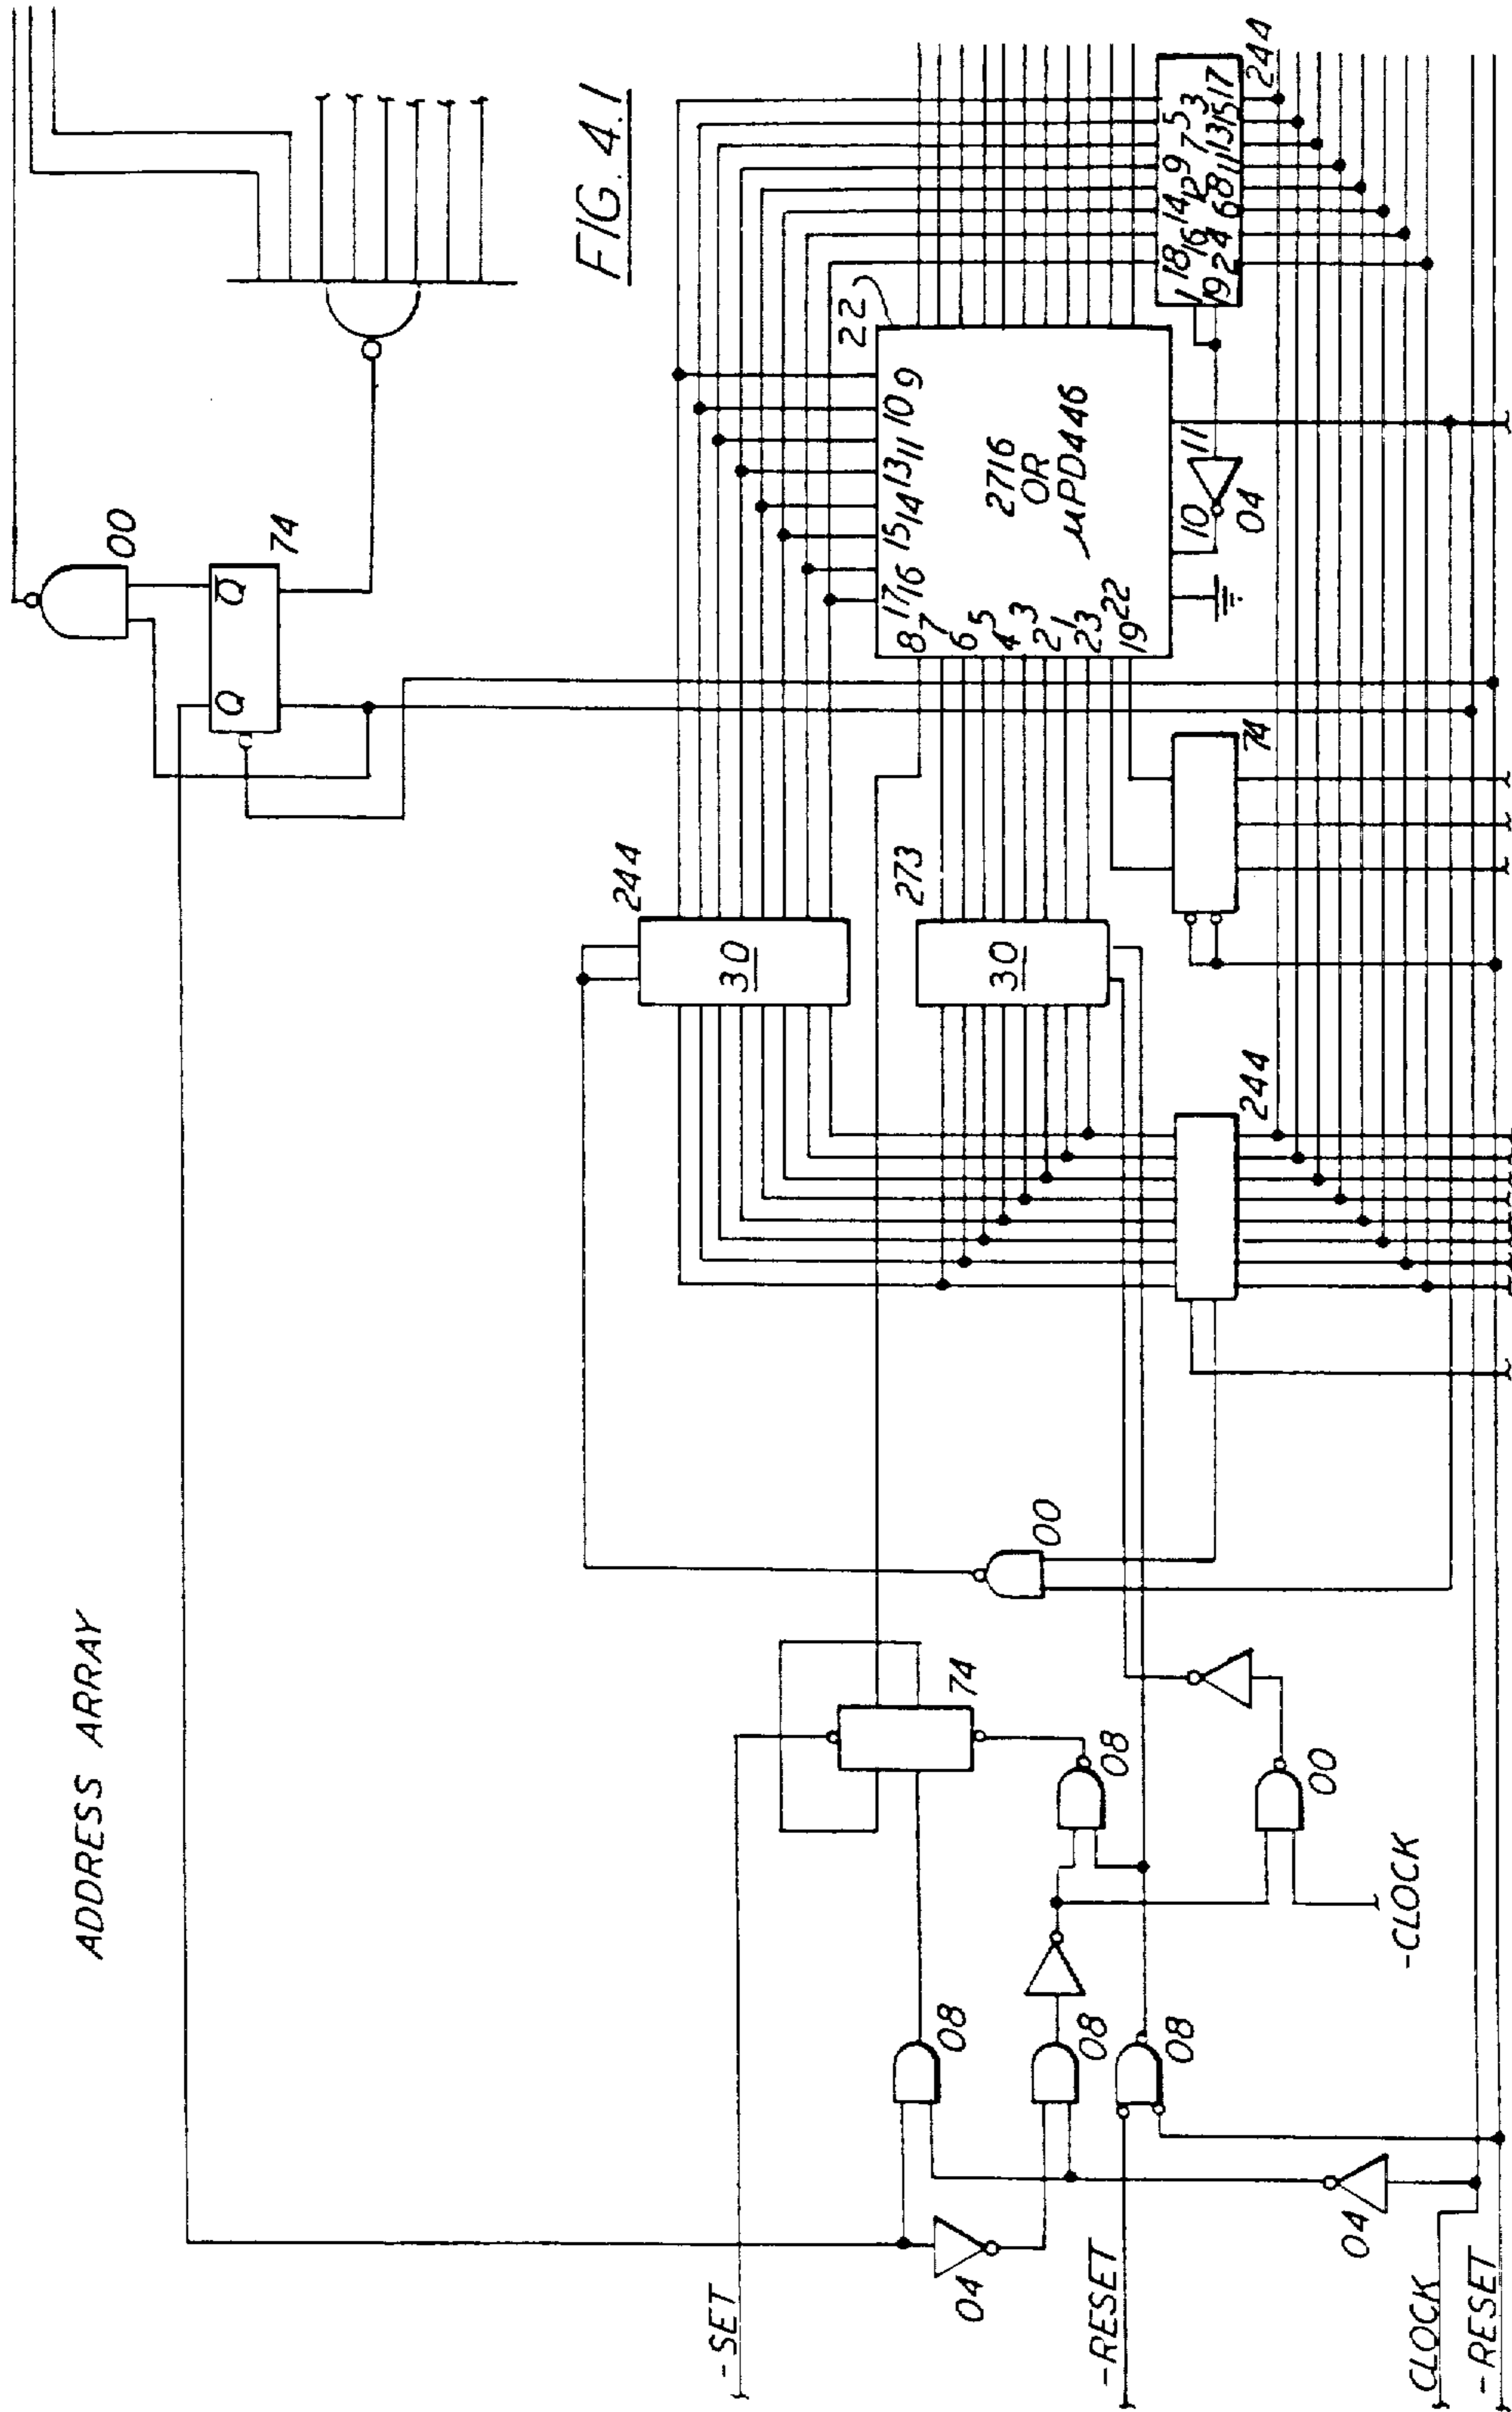 ADDRESS ARRAY
FIG. 4.1
00
74
Q
Q̅
244
30
273
30
244
74
22
2716
OR
µPD446
17 16 15 14 13 11 10 9
8
7
6
5
4
3
2
1
23
19 22
10
11
04
1
19
18 16 14 12 9 7 5 3
2 4 6 8 11 13 15 17
244
00
74
08
00
08
08
08
04
04
-SET
-RESET
-CLOCK
CLOCK
-RESET